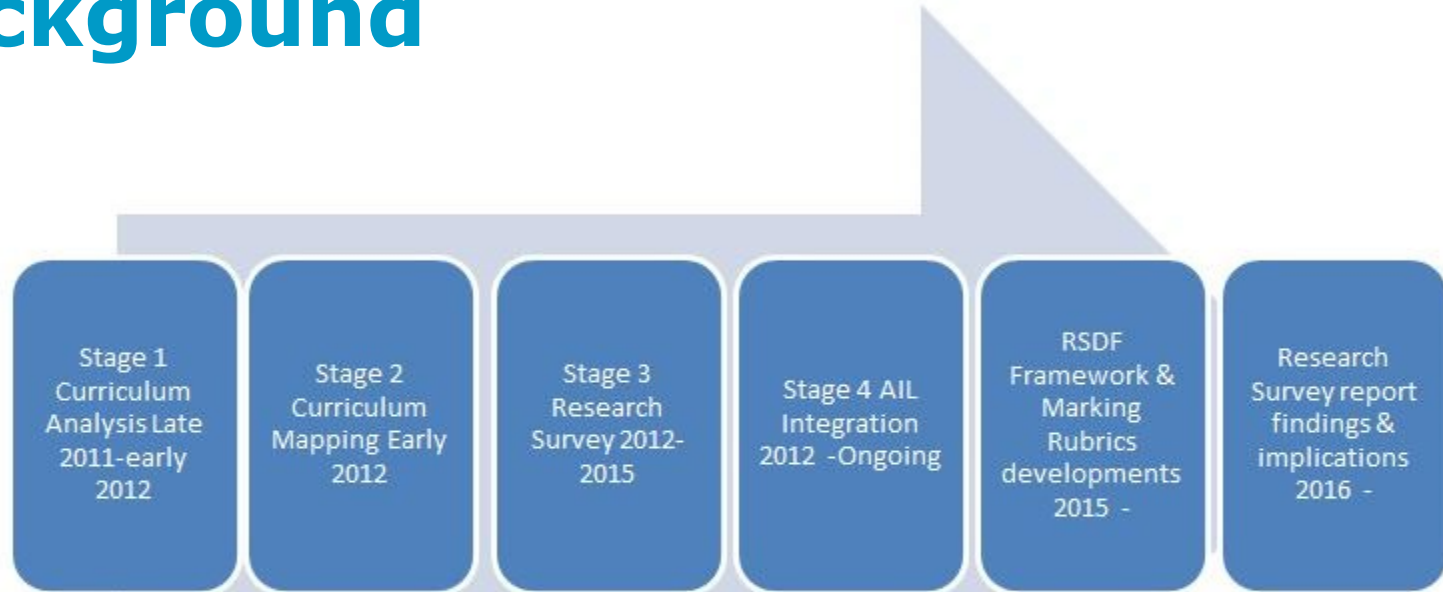 ckground
Stage 1
Curriculum
Analysis Late
2011-early
2012
Stage 2
Curriculum
Mapping Early
2012
Stage 3
Research
Survey 2012-
2015
Stage 4 AIL
Integration
2012 -Ongoing
RSDF
Framework &
Marking
Rubrics
developments
2015 -
Research
Survey report
findings &
implications
2016 -